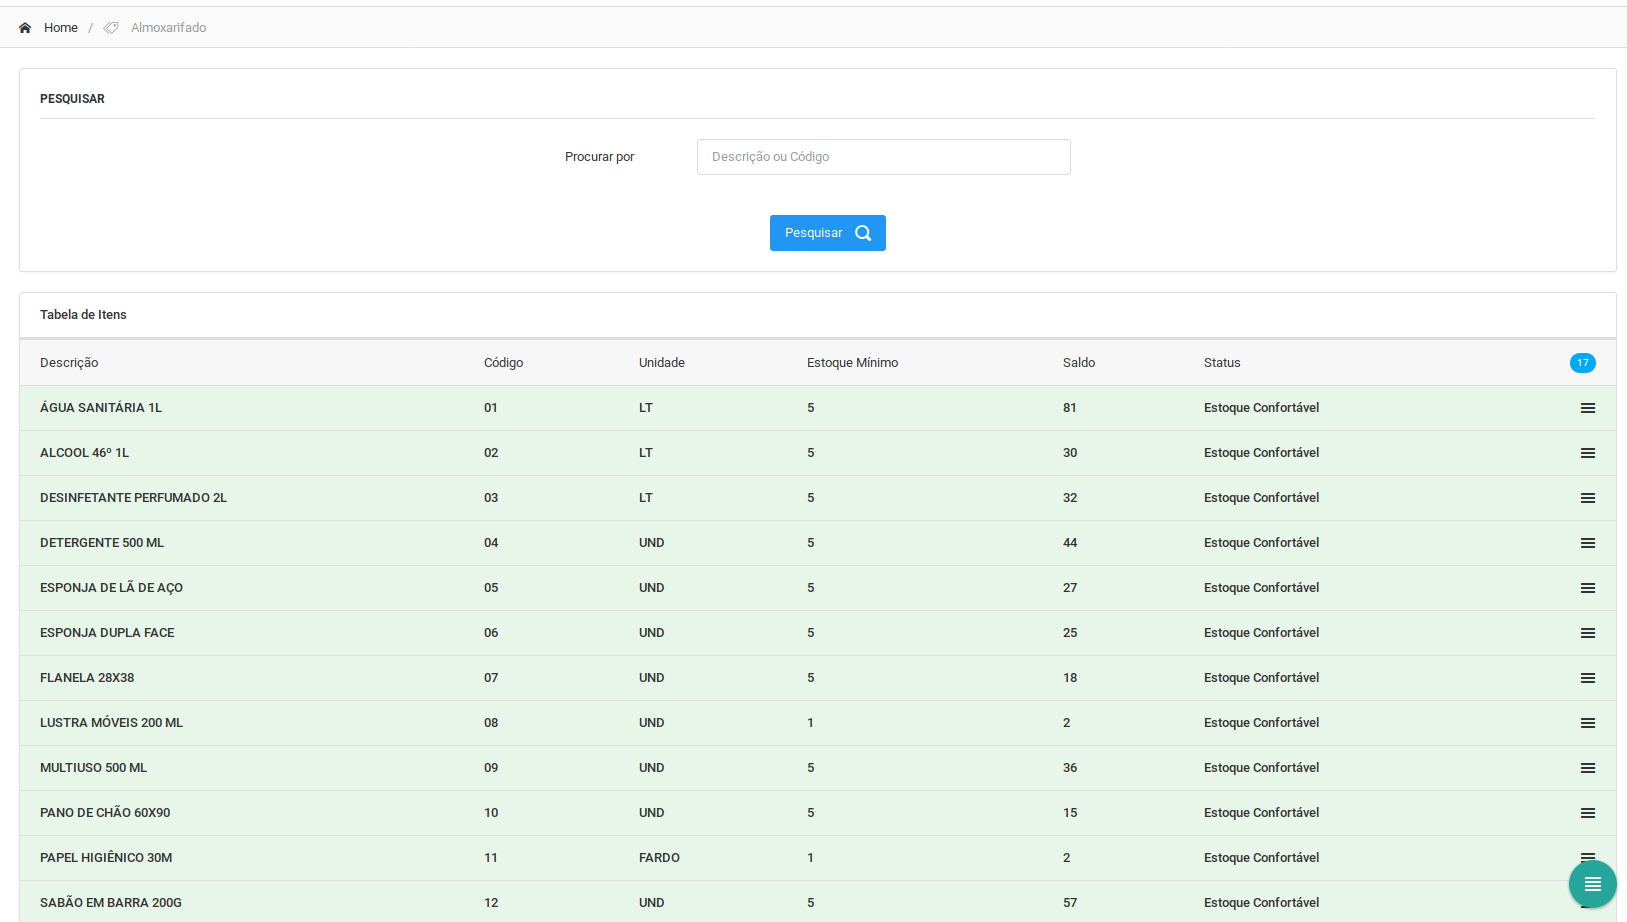 Home / Almoxarifado
PESQUISAR
Procurar por Descrição ou Código
Pesquisar
Tabela de Itens
Descrição Código Unidade Estoque Mínimo Saldo Status 17
ÁGUA SANITÁRIA 1L 01 LT 5 81 Estoque Confortável
ALCOOL 46º 1L 02 LT 5 30 Estoque Confortável
DESINFETANTE PERFUMADO 2L 03 LT 5 32 Estoque Confortável
DETERGENTE 500 ML 04 UND 5 44 Estoque Confortável
ESPONJA DE LÃ DE AÇO 05 UND 5 27 Estoque Confortável
ESPONJA DUPLA FACE 06 UND 5 25 Estoque Confortável
FLANELA 28X38 07 UND 5 18 Estoque Confortável
LUSTRA MÓVEIS 200 ML 08 UND 1 2 Estoque Confortável
MULTIUSO 500 ML 09 UND 5 36 Estoque Confortável
PANO DE CHÃO 60X90 10 UND 5 15 Estoque Confortável
PAPEL HIGIÊNICO 30M 11 FARDO 1 2 Estoque Confortável
SABÃO EM BARRA 200G 12 UND 5 57 Estoque Confortável